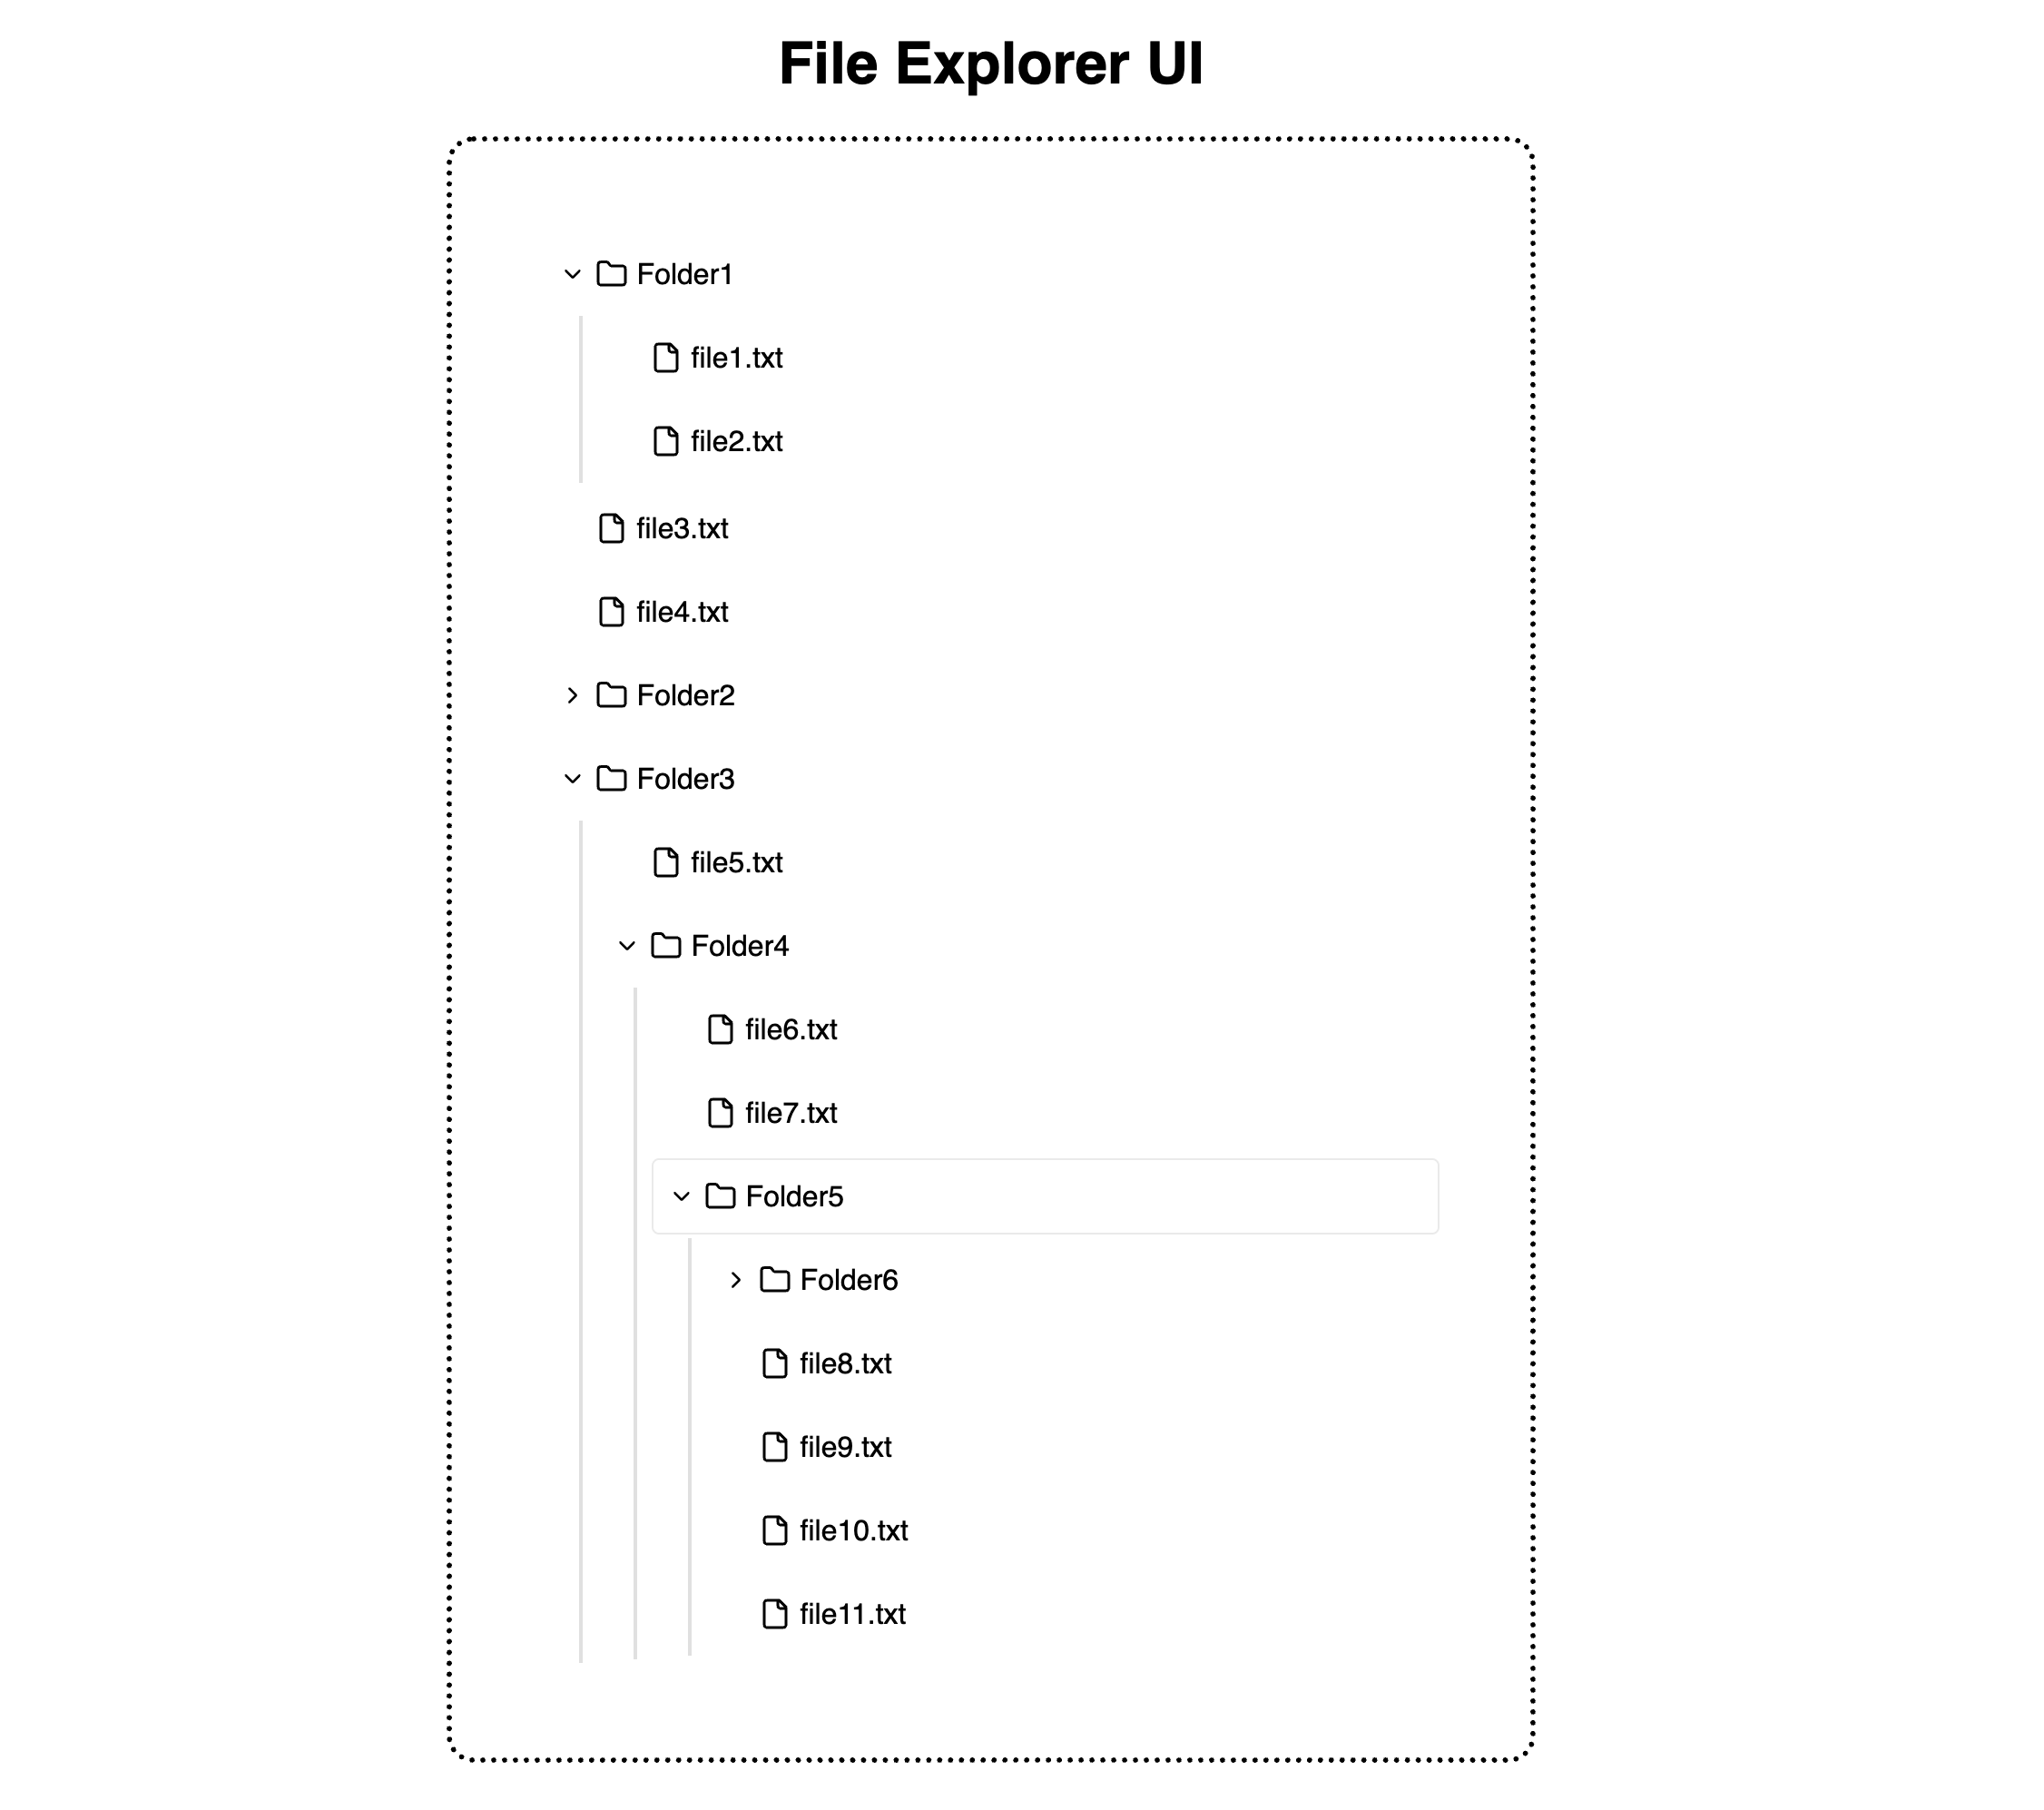 File Explorer UI
Folder1
file1.txt
file2.txt
file3.txt
file4.txt
Folder2
Folder3
file5.txt
Folder4
file6.txt
file7.txt
Folder5
Folder6
file8.txt
file9.txt
file10.txt
file11.txt